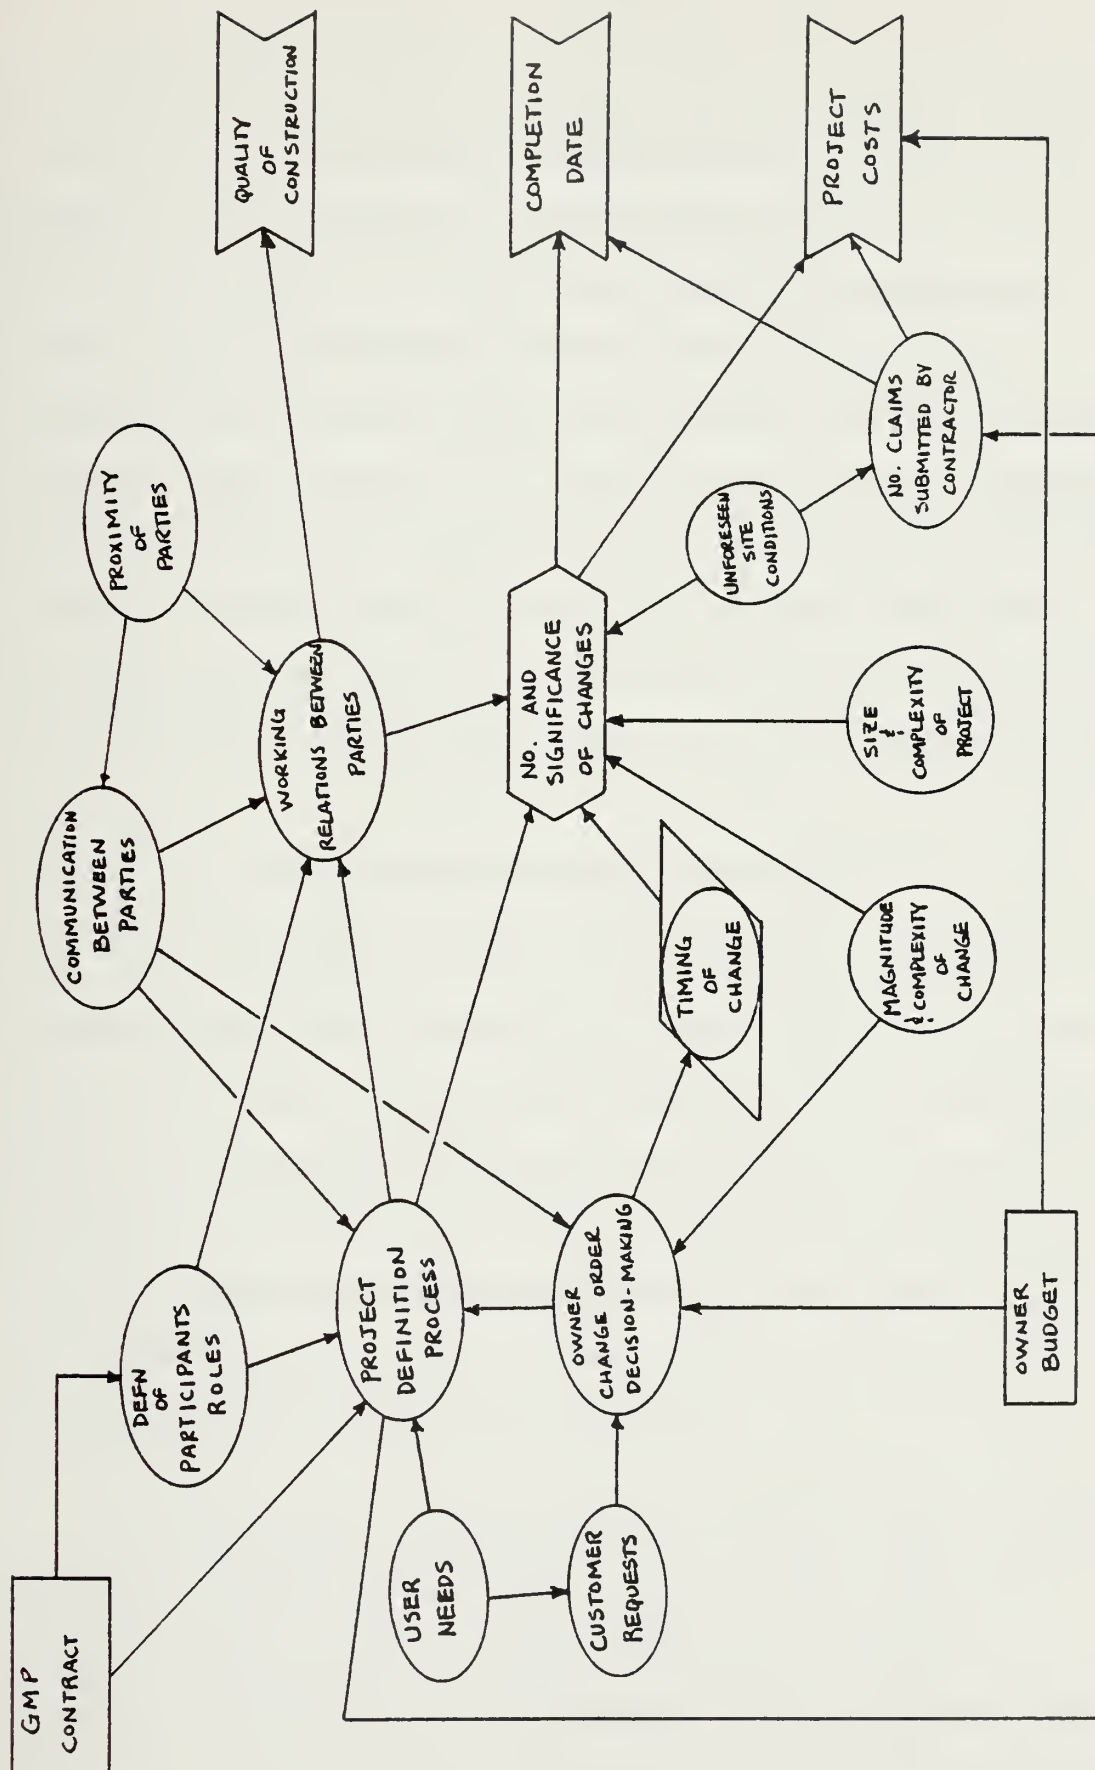 GMP
CONTRACT
DEFN
OF
PARTICIPANTS
ROLES
COMMUNICATION
BETWEEN
PARTIES
PROXIMITY
OF
PARTIES
USER
NEEDS
PROJECT
DEFINITION
PROCESS
WORKING
RELATIONS BETWEEN
PARTIES
QUALITY
OF
CONSTRUCTION
CUSTOMER
REQUESTS
OWNER
CHANGE ORDER
DECISION-MAKING
TIMING
OF
CHANGE
NO. AND
SIGNIFICANCE
OF CHANGES
COMPLETION
DATE
UNFORESEEN
SITE
CONDITIONS
MAGNITUDE
& COMPLEXITY
OF
CHANGE
SIZE
&
COMPLEXITY
OF
PROJECT
NO. CLAIMS
SUBMITTED BY
CONTRACTOR
PROJECT
COSTS
OWNER
BUDGET